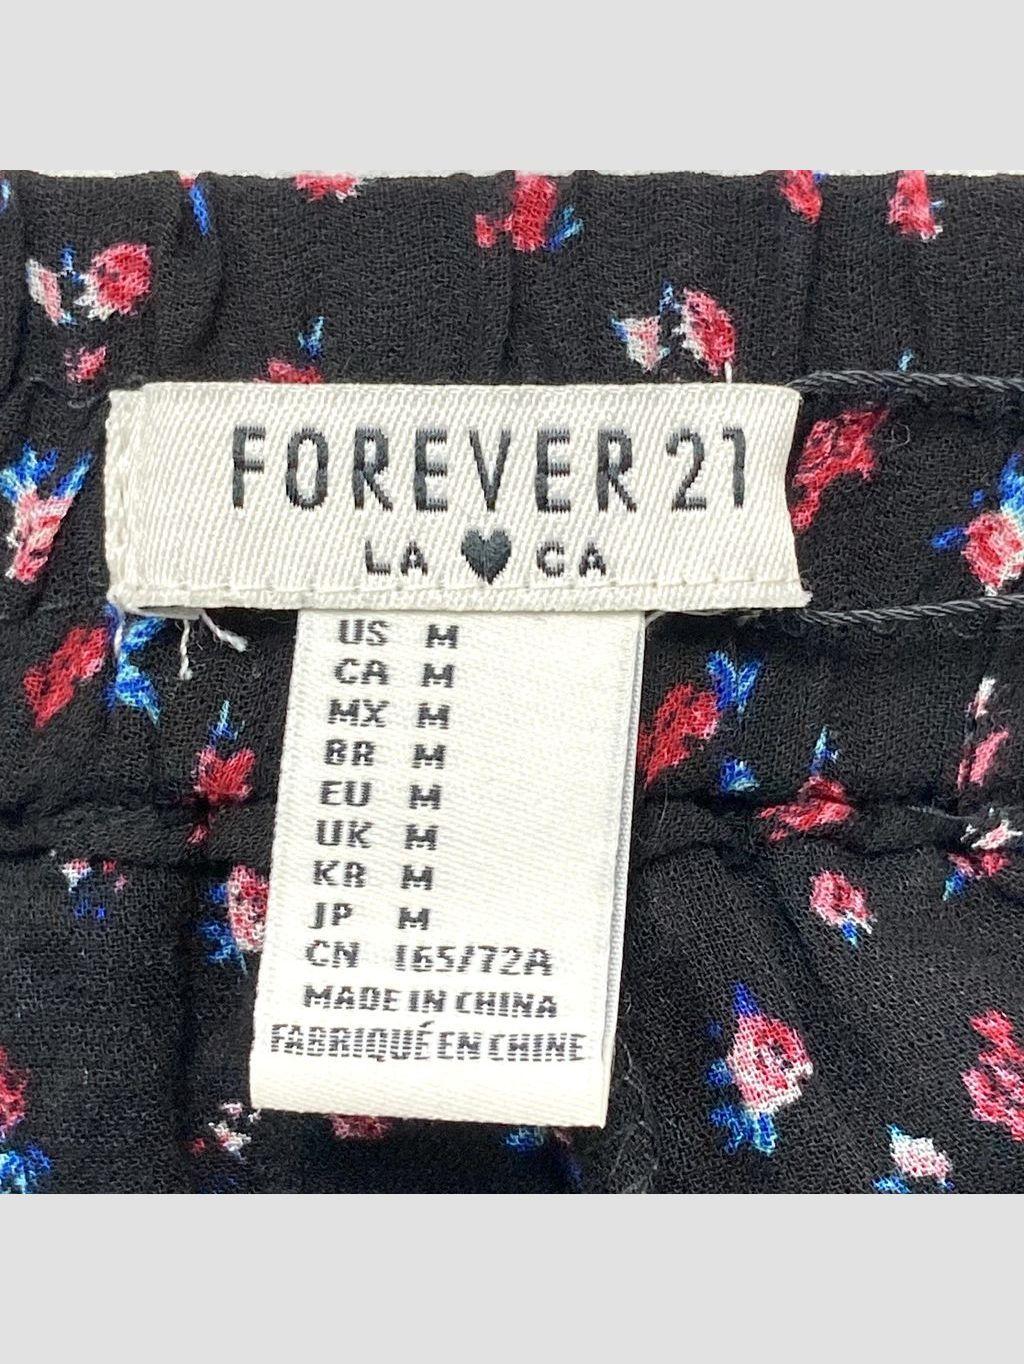 FOREVER 21
LA ♥ CA
US M
CA M
MX M
BR M
EU M
UK M
KR M
JP M
CN 165/72A
MADE IN CHINA
FABRIQUÉ EN CHINE